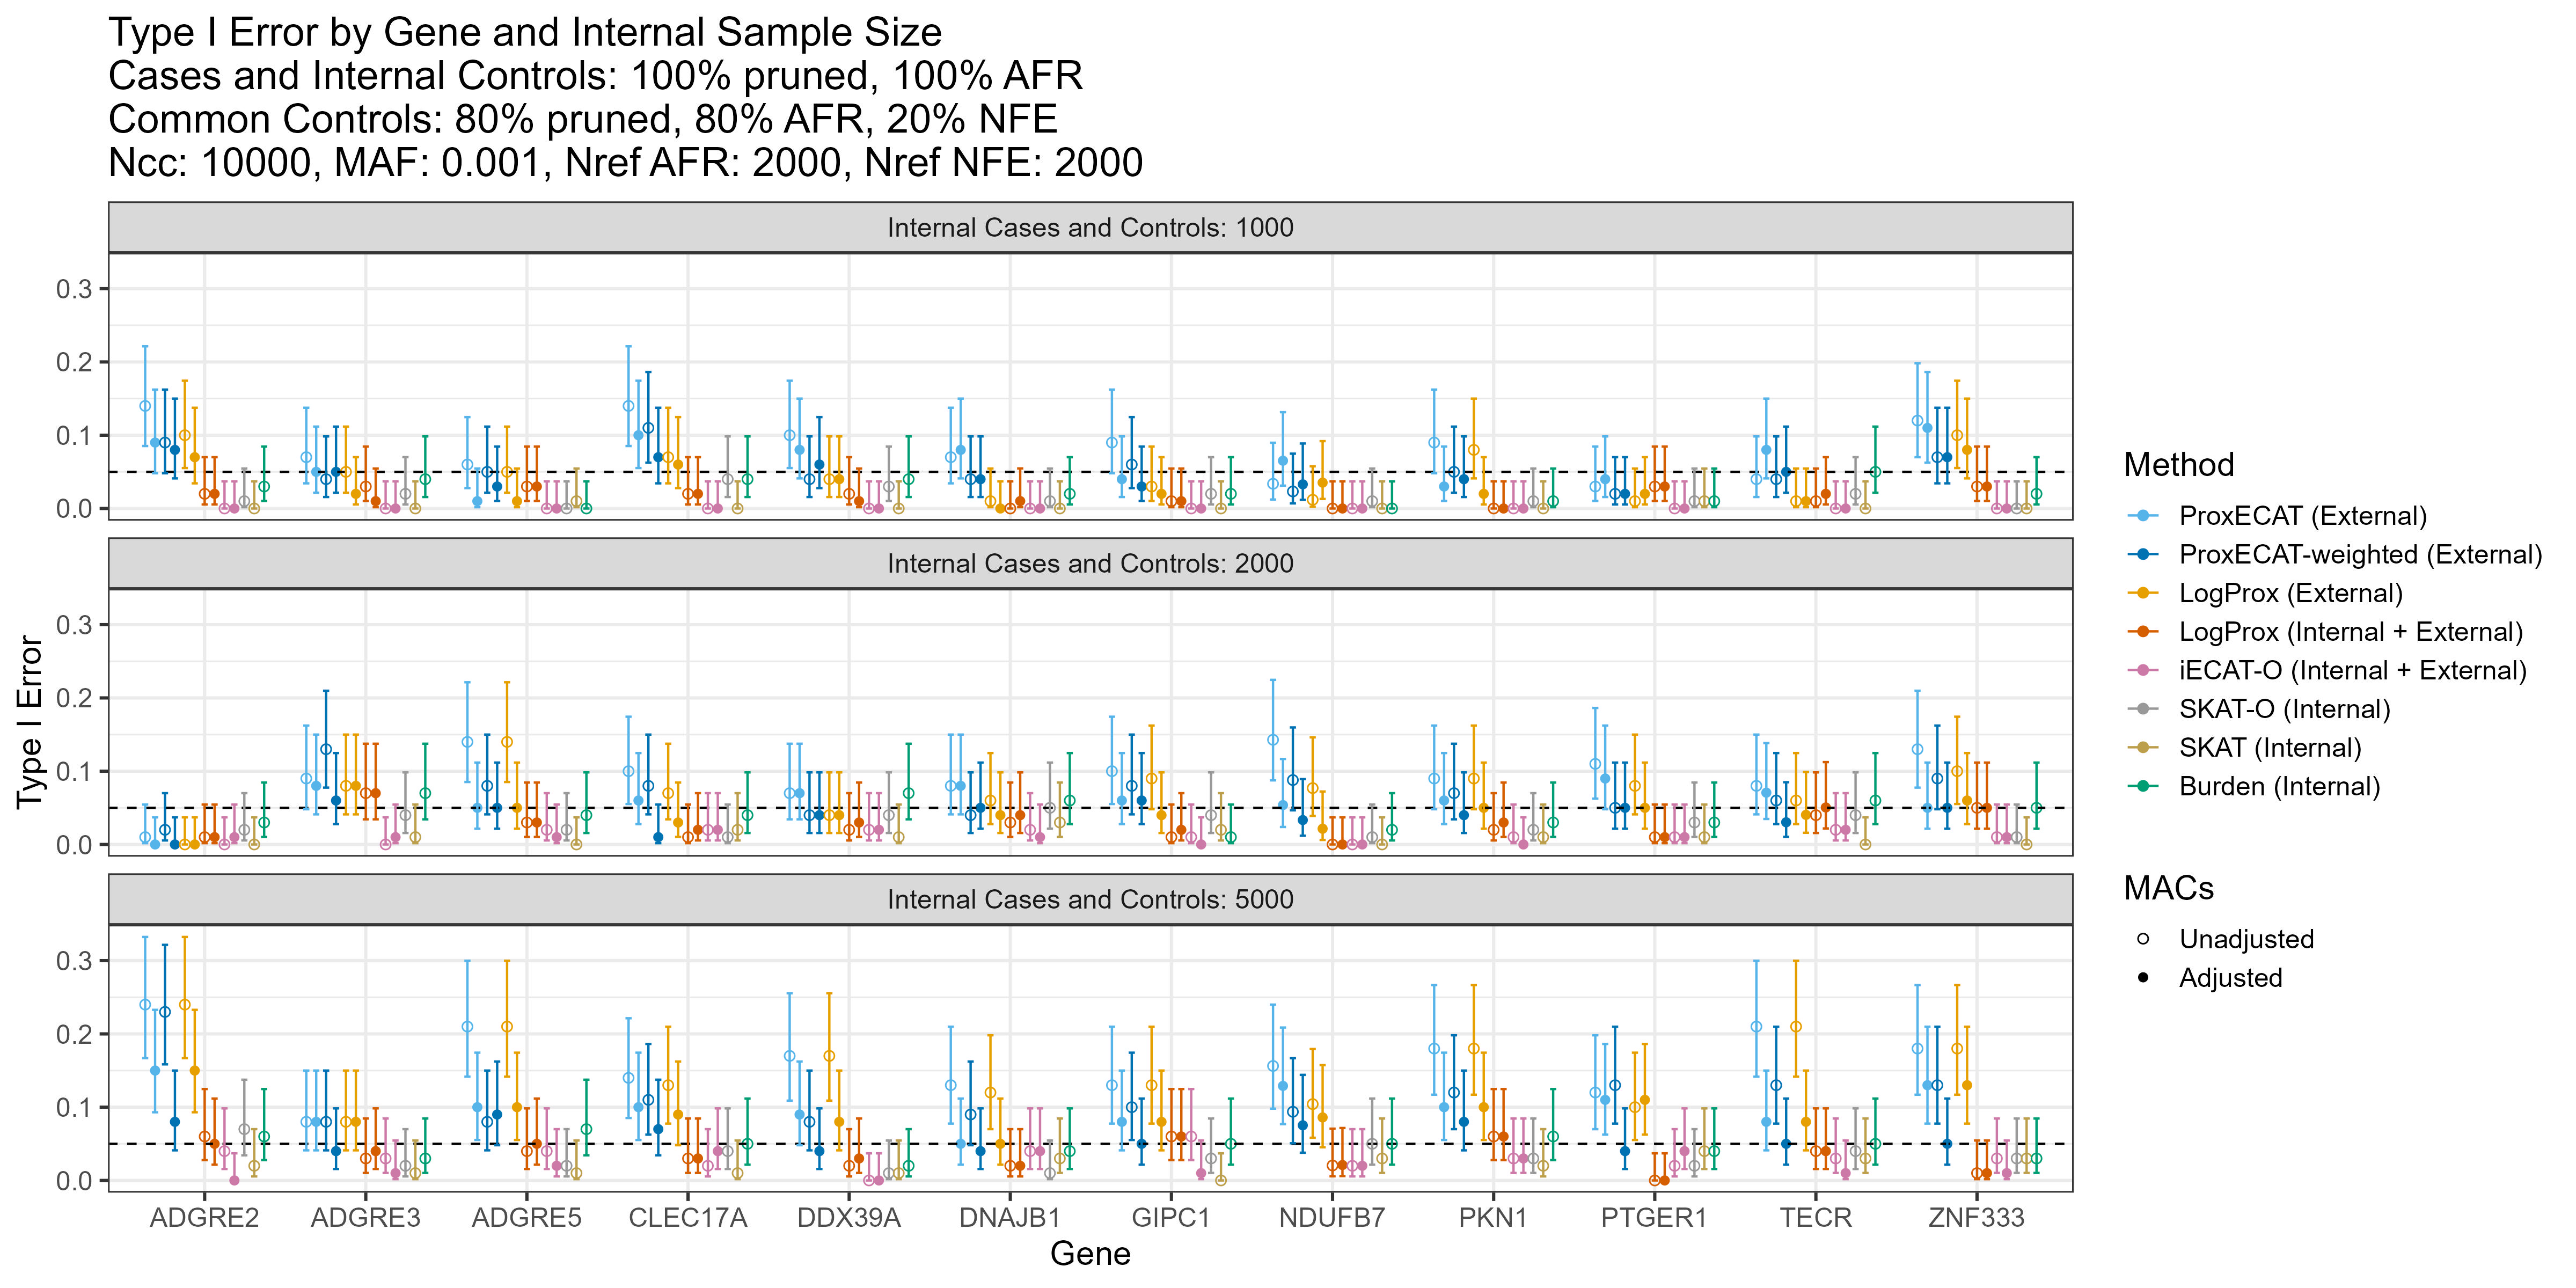 Type I Error by Gene and Internal Sample Size
Cases and Internal Controls: 100% pruned, 100% AFR
Common Controls: 80% pruned, 80% AFR, 20% NFE
Ncc: 10000, MAF: 0.001, Nref AFR: 2000, Nref NFE: 2000
Internal Cases and Controls: 1000
0.3
0.2
0.1
0.0
Internal Cases and Controls: 2000
0.3
0.2
0.1
0.0
Internal Cases and Controls: 5000
0.3
0.2
0.1
0.0
Type I Error
ADGRE2 ADGRE3 ADGRE5 CLEC17A DDX39A DNAJB1 GIPC1 NDUFB7 PKN1 PTGER1 TECR ZNF333
Gene
Method
ProxECAT (External)
ProxECAT-weighted (External)
LogProx (External)
LogProx (Internal + External)
iECAT-O (Internal + External)
SKAT-O (Internal)
SKAT (Internal)
Burden (Internal)
MACs
Unadjusted
Adjusted